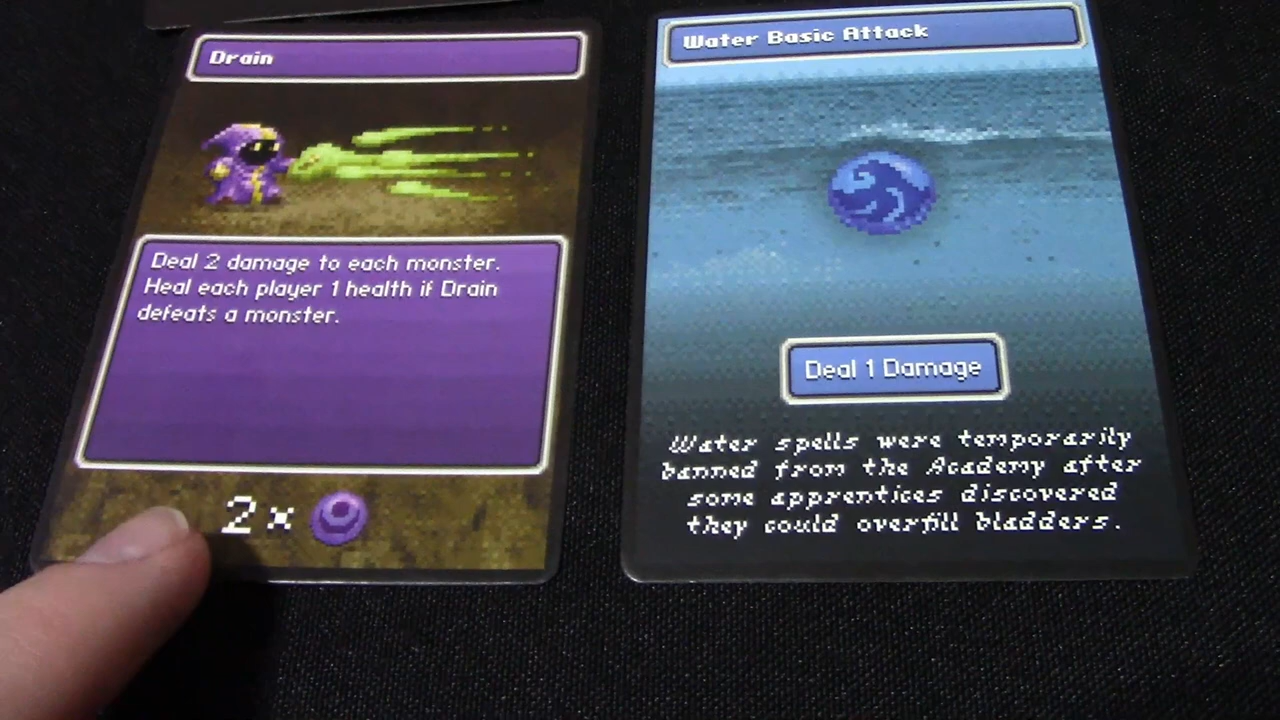 Drain
Deal 2 damage to each monster.
Heal each player 1 health if Drain
defeats a monster.
2 x
Water Basic Attack
Deal 1 Damage
Water spells were temporarily
banned from the Academy after
some apprentices discovered
they could overfill bladders.